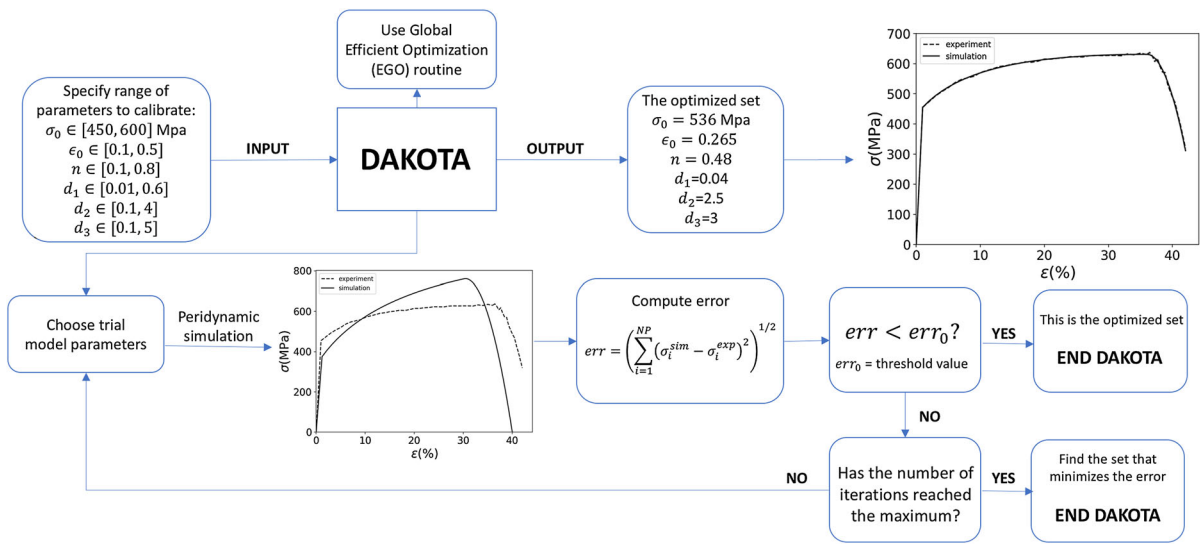 Use Global
Efficient Optimization
(EGO) routine
Specify range of
parameters to calibrate:
σ₀ ∈ [450, 600] Mpa
ϵ₀ ∈ [0.1, 0.5]
n ∈ [0.1, 0.8]
d₁ ∈ [0.01, 0.6]
d₂ ∈ [0.1, 4]
d₃ ∈ [0.1, 5]
INPUT
DAKOTA
OUTPUT
The optimized set
σ₀ = 536 Mpa
ϵ₀ = 0.265
n = 0.48
d₁=0.04
d₂=2.5
d₃=3
700
600
500
400
300
200
100
0
σ(MPa)
experiment
simulation
0 10 20 30 40
ε(%)
Choose trial
model parameters
Peridynamic
simulation
800
600
400
200
0
σ(MPa)
experiment
simulation
0 10 20 30 40
ε(%)
Compute error
err = (∑_{i=1}^{NP} (σ_i^{sim} − σ_i^{exp})²)^{1/2}
err < err₀?
err₀ = threshold value
YES
This is the optimized set
END DAKOTA
NO
Has the number of
iterations reached
the maximum?
NO
YES
Find the set that
minimizes the error
END DAKOTA